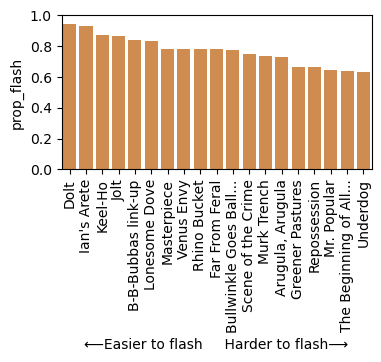 1.0
0.8
0.6
0.4
0.2
0.0
prop_flash
Dolt
Ian's Arete
Keel-Ho
Jolt
B-B-Bubbas link-up
Lonesome Dove
Masterpiece
Venus Envy
Rhino Bucket
Far From Feral
Bullwinkle Goes Ball...
Scene of the Crime
Murk Trench
Arugula, Arugula
Greener Pastures
Repossession
Mr. Popular
The Beginning of All...
Underdog
⟵Easier to flash Harder to flash⟶